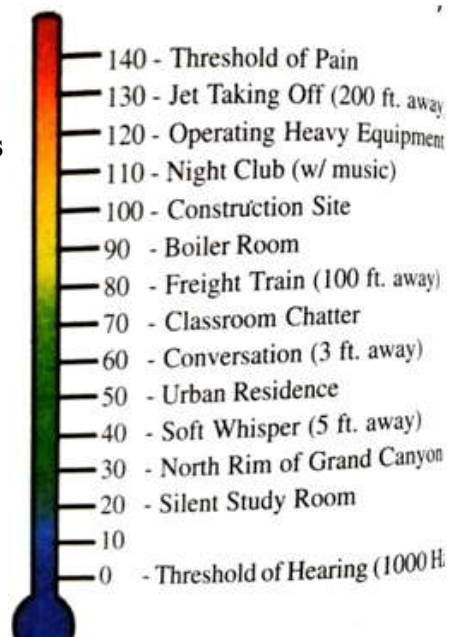 140 - Threshold of Pain
130 - Jet Taking Off (200 ft. away
120 - Operating Heavy Equipment
110 - Night Club (w/ music)
100 - Construction Site
90 - Boiler Room
80 - Freight Train (100 ft. away)
70 - Classroom Chatter
60 - Conversation (3 ft. away)
50 - Urban Residence
40 - Soft Whisper (5 ft. away)
30 - North Rim of Grand Canyon
20 - Silent Study Room
10
0 - Threshold of Hearing (1000 H